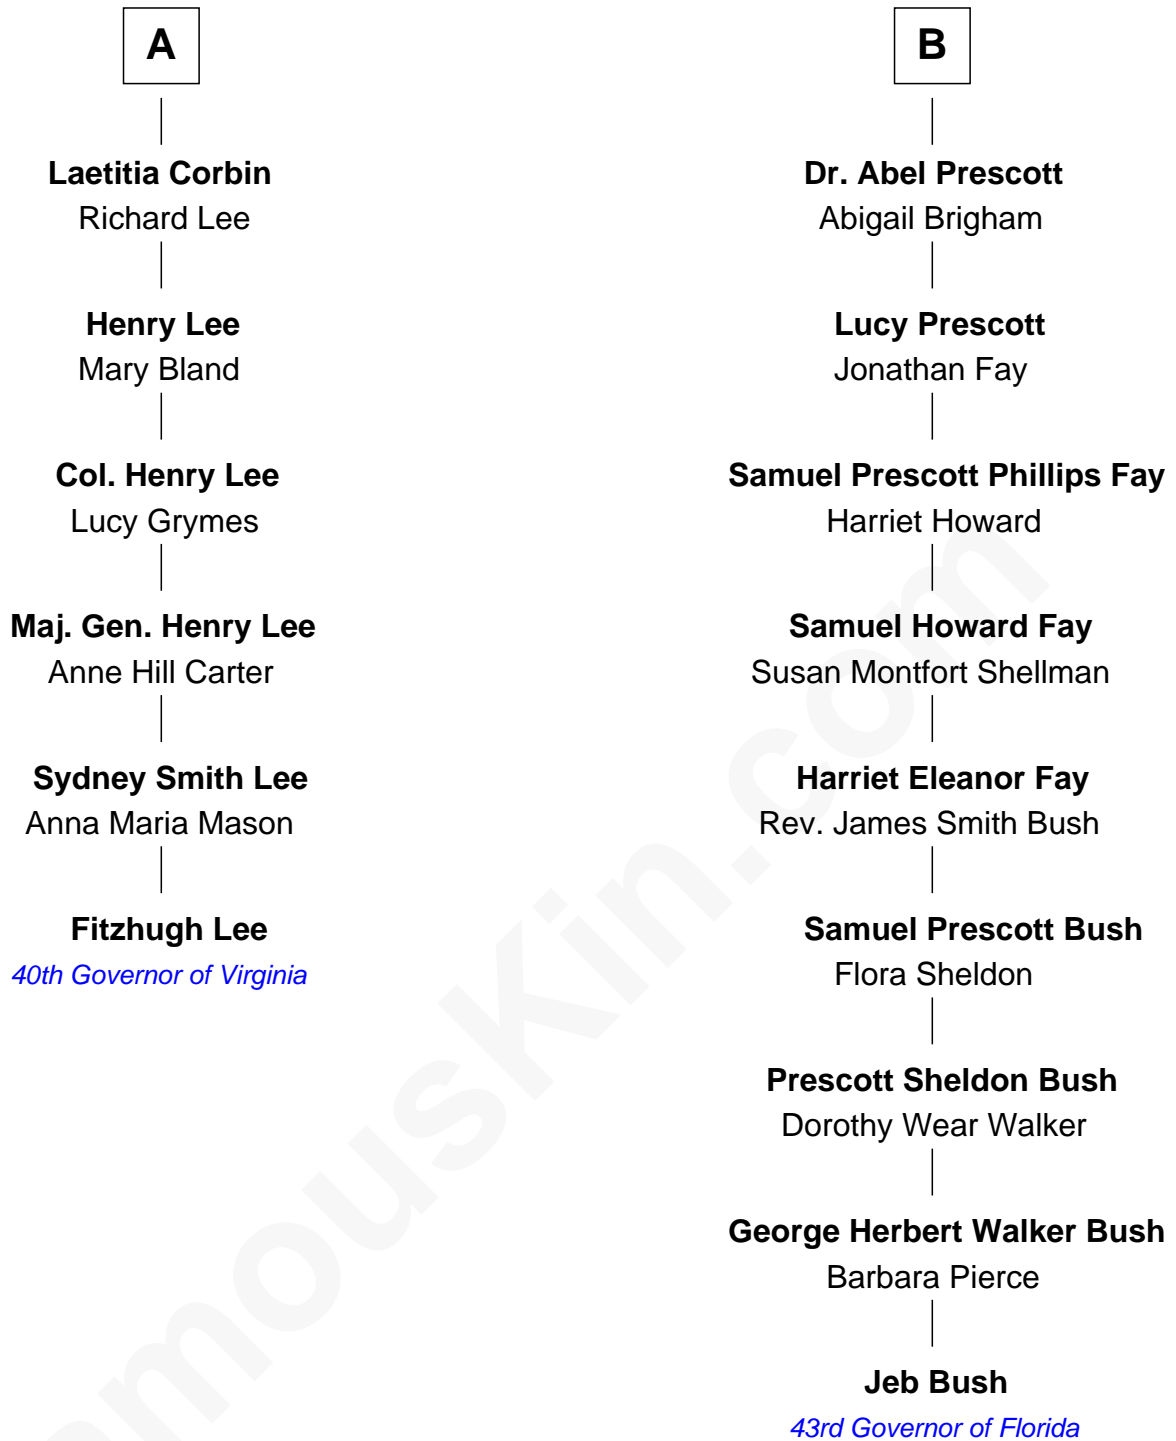 A
Laetitia Corbin
Richard Lee
Henry Lee
Mary Bland
Col. Henry Lee
Lucy Grymes
Maj. Gen. Henry Lee
Anne Hill Carter
Sydney Smith Lee
Anna Maria Mason
Fitzhugh Lee
40th Governor of Virginia
B
Dr. Abel Prescott
Abigail Brigham
Lucy Prescott
Jonathan Fay
Samuel Prescott Phillips Fay
Harriet Howard
Samuel Howard Fay
Susan Montfort Shellman
Harriet Eleanor Fay
Rev. James Smith Bush
Samuel Prescott Bush
Flora Sheldon
Prescott Sheldon Bush
Dorothy Wear Walker
George Herbert Walker Bush
Barbara Pierce
Jeb Bush
43rd Governor of Florida
amouskin.com